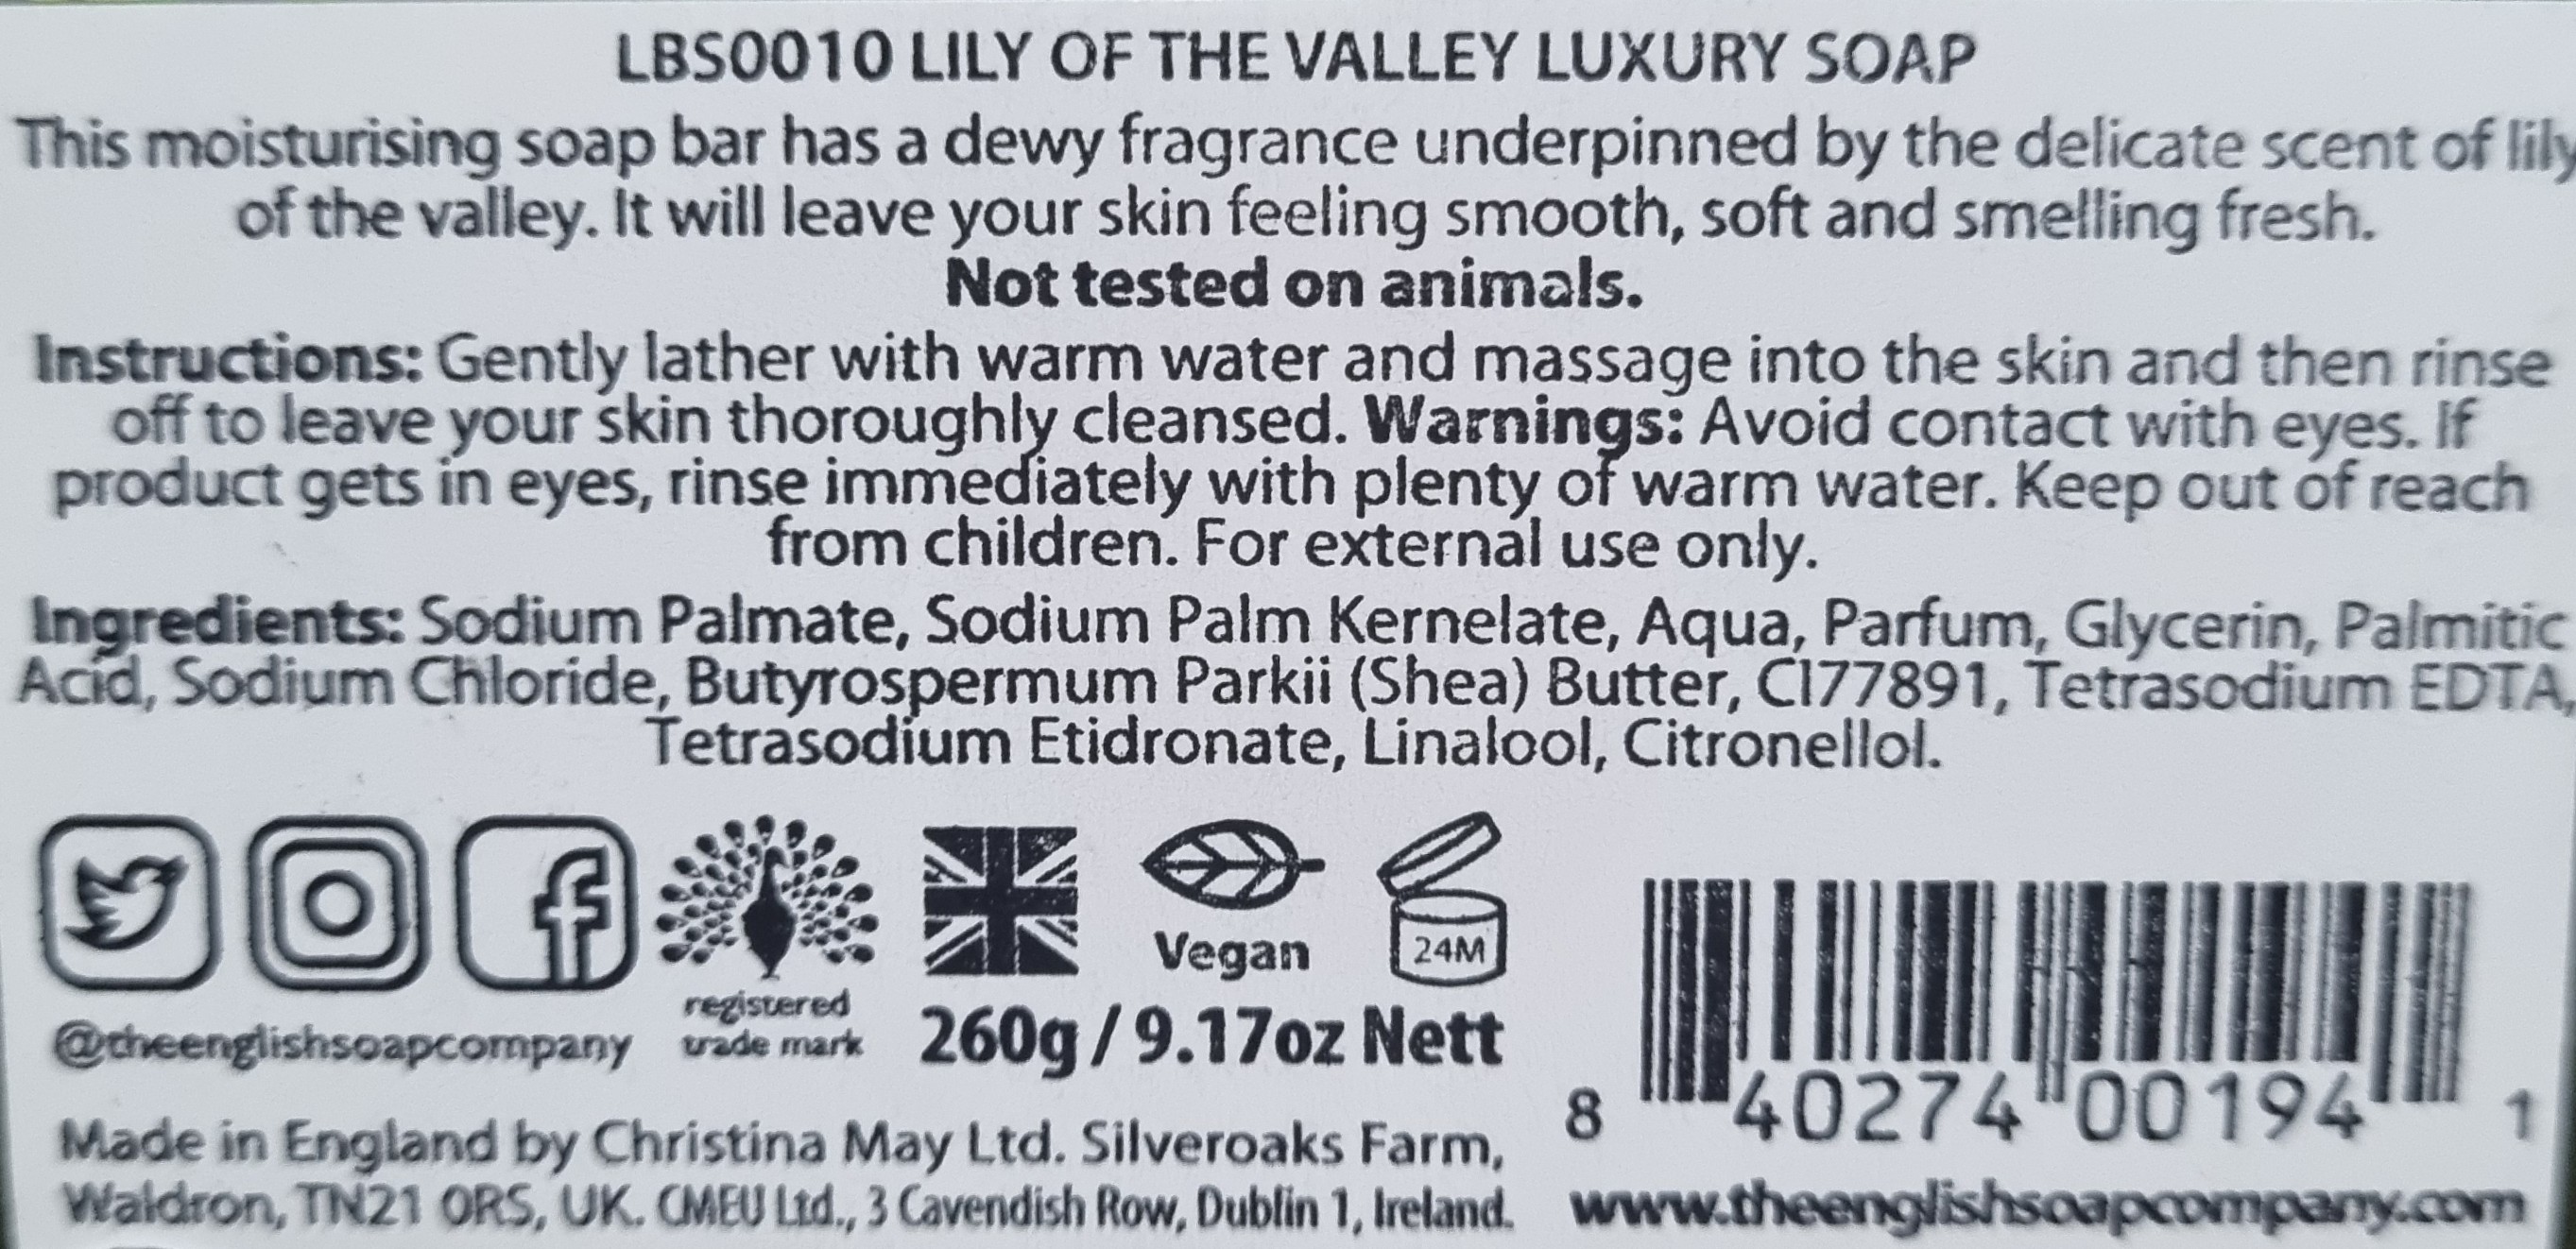 LBS0010 LILY OF THE VALLEY LUXURY SOAP
This moisturising soap bar has a dewy fragrance underpinned by the delicate scent of lily
of the valley. It will leave your skin feeling smooth, soft and smelling fresh.
Not tested on animals.
Instructions: Gently lather with warm water and massage into the skin and then rinse
off to leave your skin thoroughly cleansed. Warnings: Avoid contact with eyes. If
product gets in eyes, rinse immediately with plenty of warm water. Keep out of reach
from children. For external use only.
Ingredients: Sodium Palmate, Sodium Palm Kernelate, Aqua, Parfum, Glycerin, Palmitic
Acid, Sodium Chloride, Butyrospermum Parkii (Shea) Butter, CI77891, Tetrasodium EDTA,
Tetrasodium Etidronate, Linalool, Citronellol.
@theenglishsoapcompany
registered
trade mark
Vegan
24M
260g / 9.17oz Nett
8 40274 00194 1
Made in England by Christina May Ltd. Silveroaks Farm,
Waldron, TN21 0RS, UK. CMEU Ltd., 3 Cavendish Row, Dublin 1, Ireland.
www.theenglishsoapcompany.com